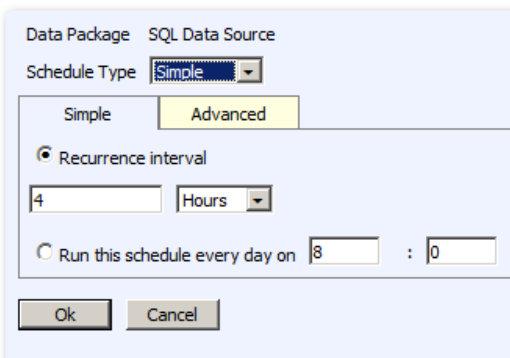 Data Package SQL Data Source
Schedule Type Simple
Simple Advanced
Recurrence interval
4 Hours
Run this schedule every day on 8 : 0
Ok Cancel